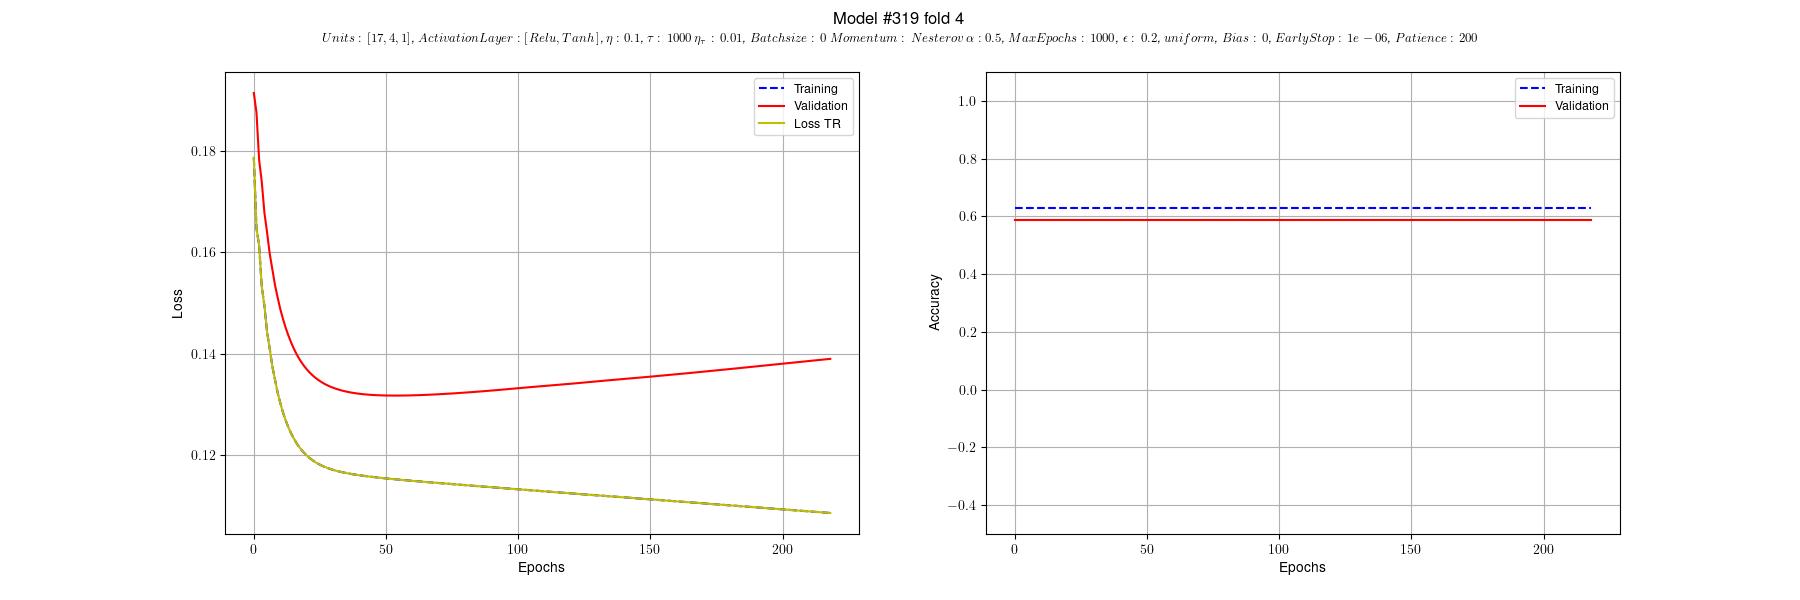 Model #319 fold 4
Units : [17, 4, 1], ActivationLayer : [Relu, Tanh], η : 0.1, τ : 1000 η_τ : 0.01, Batchsize : 0 Momentum : Nesterov α : 0.5, MaxEpochs : 1000, ϵ : 0.2, uniform, Bias : 0, EarlyStop : 1e − 06, Patience : 200
Training
Validation
Loss TR
0.18
0.16
0.14
0.12
Loss
0 50 100 150 200
Epochs
Training
Validation
1.0
0.8
0.6
0.4
0.2
0.0
−0.2
−0.4
Accuracy
0 50 100 150 200
Epochs